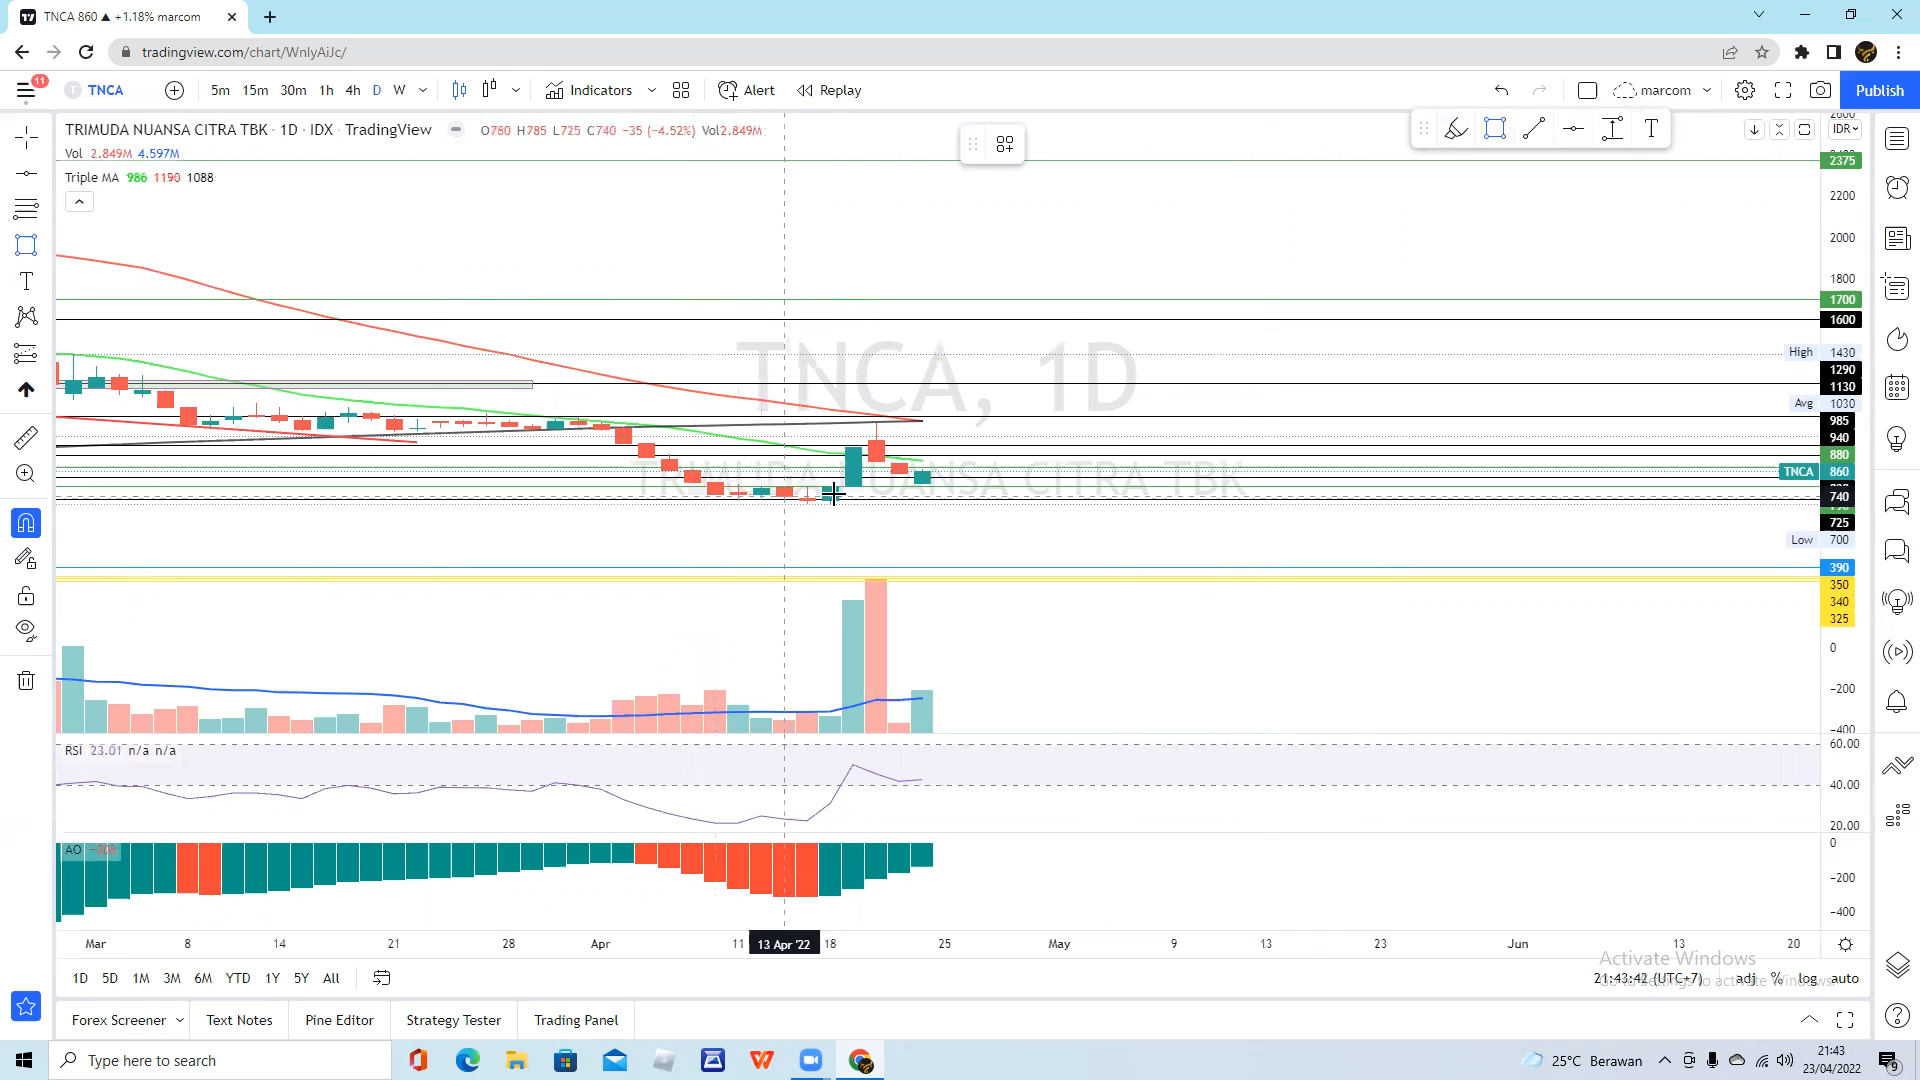 TNCA 860 ▲ +1.18% marcom
tradingview.com/chart/WnlyAiJc/
11
TNCA
5m 15m 30m 1h 4h D W
Indicators
Alert
Replay
marcom
Publish
TRIMUDA NUANSA CITRA TBK · 1D · IDX · TradingView
O780 H785 L725 C740 −35 (−4.52%) Vol2.849M
IDR
Vol 2.849M 4.597M
Triple MA 986 1190 1088
2375
2200
2000
1800
1700
1600
High 1430
1290
1130
Avg 1030
985
940
880
TNCA 860
740
725
Low 700
390
350
340
325
0
−200
−400
TNCA, 1D
TRIMUDA NUANSA CITRA TBK
RSI 23.01 n/a n/a
60.00
40.00
20.00
AO
0
−200
−400
Mar 8 14 21 28 Apr 11 13 Apr '22 18 25 May 9 13 23 Jun 13 20
Activate Windows
1D 5D 1M 3M 6M YTD 1Y 5Y All
21:43:42 (UTC+7) adj % log auto
Go to Settings to activate Windows.
Forex Screener Text Notes Pine Editor Strategy Tester Trading Panel
Type here to search
25°C Berawan
21:43
23/04/2022
9